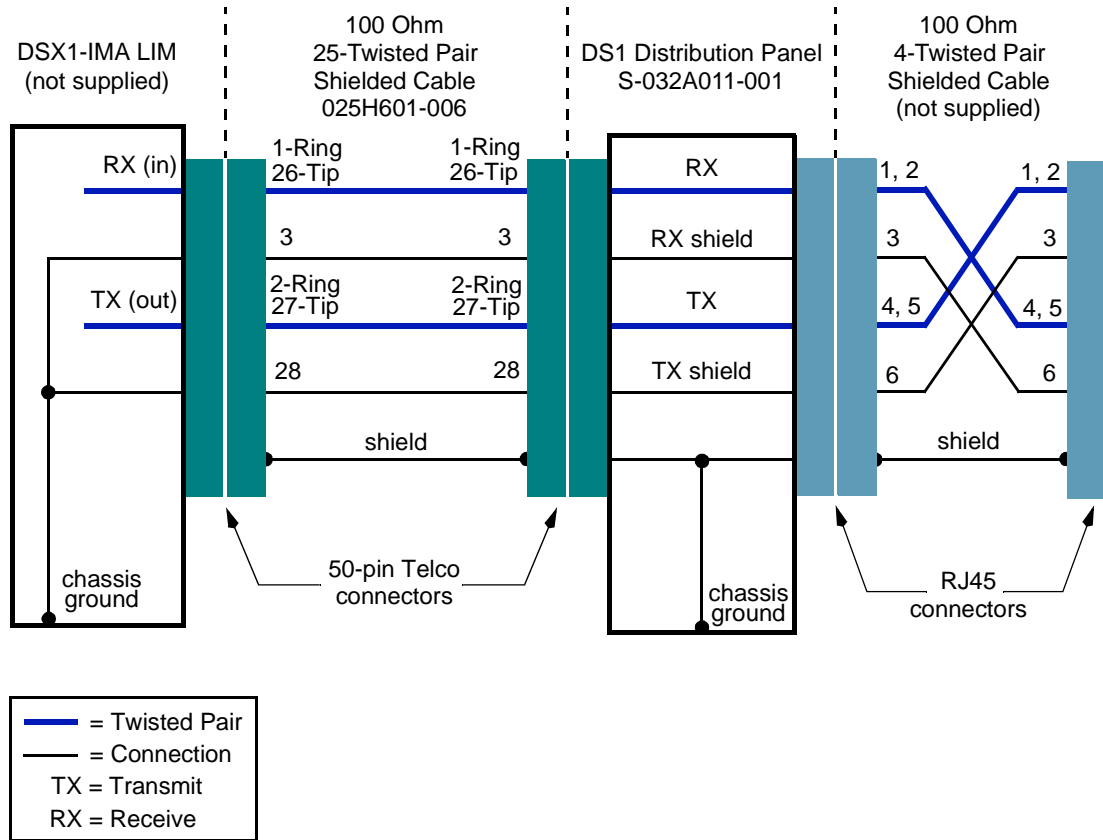 DSX1-IMA LIM
(not supplied)
100 Ohm
25-Twisted Pair
Shielded Cable
025H601-006
DS1 Distribution Panel
S-032A011-001
100 Ohm
4-Twisted Pair
Shielded Cable
(not supplied)
RX (in)
1-Ring
26-Tip
1-Ring
26-Tip
RX
1, 2
1, 2
3
3
RX shield
3
3
TX (out)
2-Ring
27-Tip
2-Ring
27-Tip
TX
4, 5
4, 5
28
28
TX shield
6
6
shield
shield
chassis
ground
50-pin Telco
connectors
chassis
ground
RJ45
connectors
= Twisted Pair
= Connection
TX = Transmit
RX = Receive